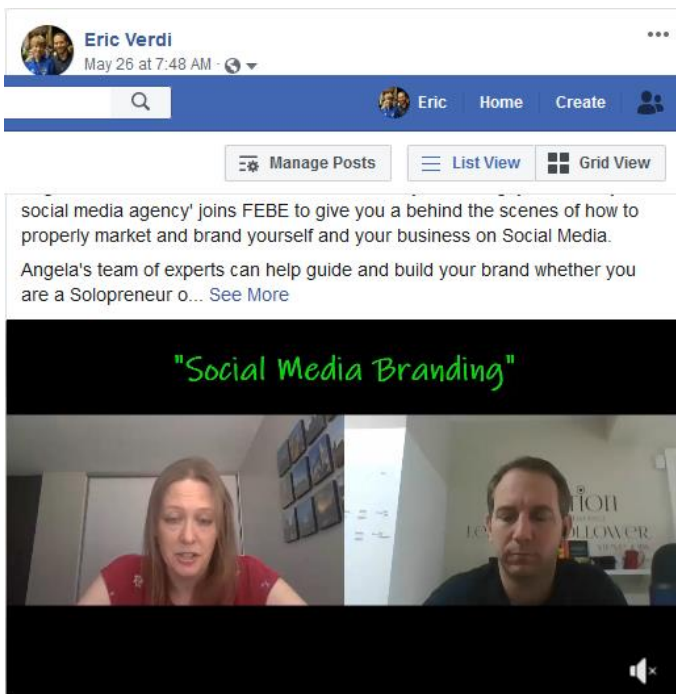 Eric Verdi
May 26 at 7:48 AM ·
Eric Home Create
Manage Posts List View Grid View
social media agency' joins FEBE to give you a behind the scenes of how to
properly market and brand yourself and your business on Social Media.
Angela's team of experts can help guide and build your brand whether you
are a Solopreneur o... See More
"Social Media Branding"